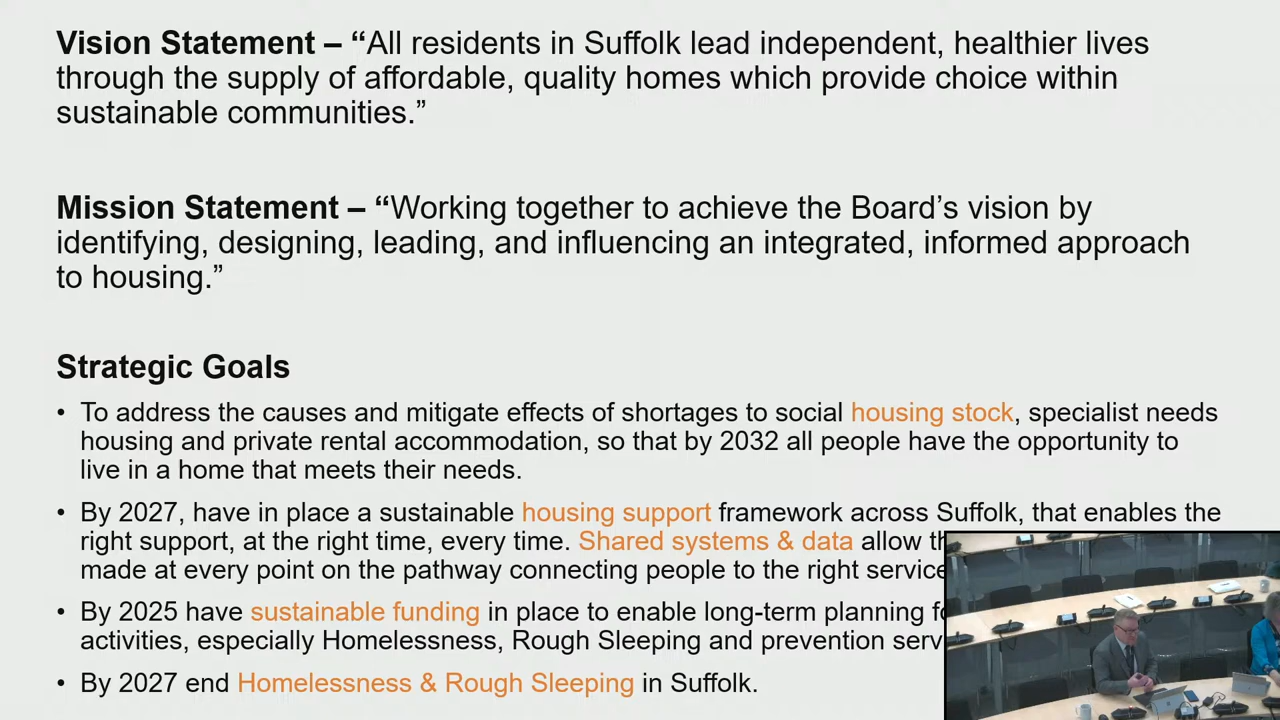 Vision Statement – “All residents in Suffolk lead independent, healthier lives
through the supply of affordable, quality homes which provide choice within
sustainable communities.”
Mission Statement – “Working together to achieve the Board’s vision by
identifying, designing, leading, and influencing an integrated, informed approach
to housing.”
Strategic Goals
• To address the causes and mitigate effects of shortages to social housing stock, specialist needs
housing and private rental accommodation, so that by 2032 all people have the opportunity to
live in a home that meets their needs.
• By 2027, have in place a sustainable housing support framework across Suffolk, that enables the
right support, at the right time, every time. Shared systems & data allow
made at every point on the pathway connecting people to the right service
• By 2025 have sustainable funding in place to enable long-term planning
activities, especially Homelessness, Rough Sleeping and prevention
• By 2027 end Homelessness & Rough Sleeping in Suffolk.